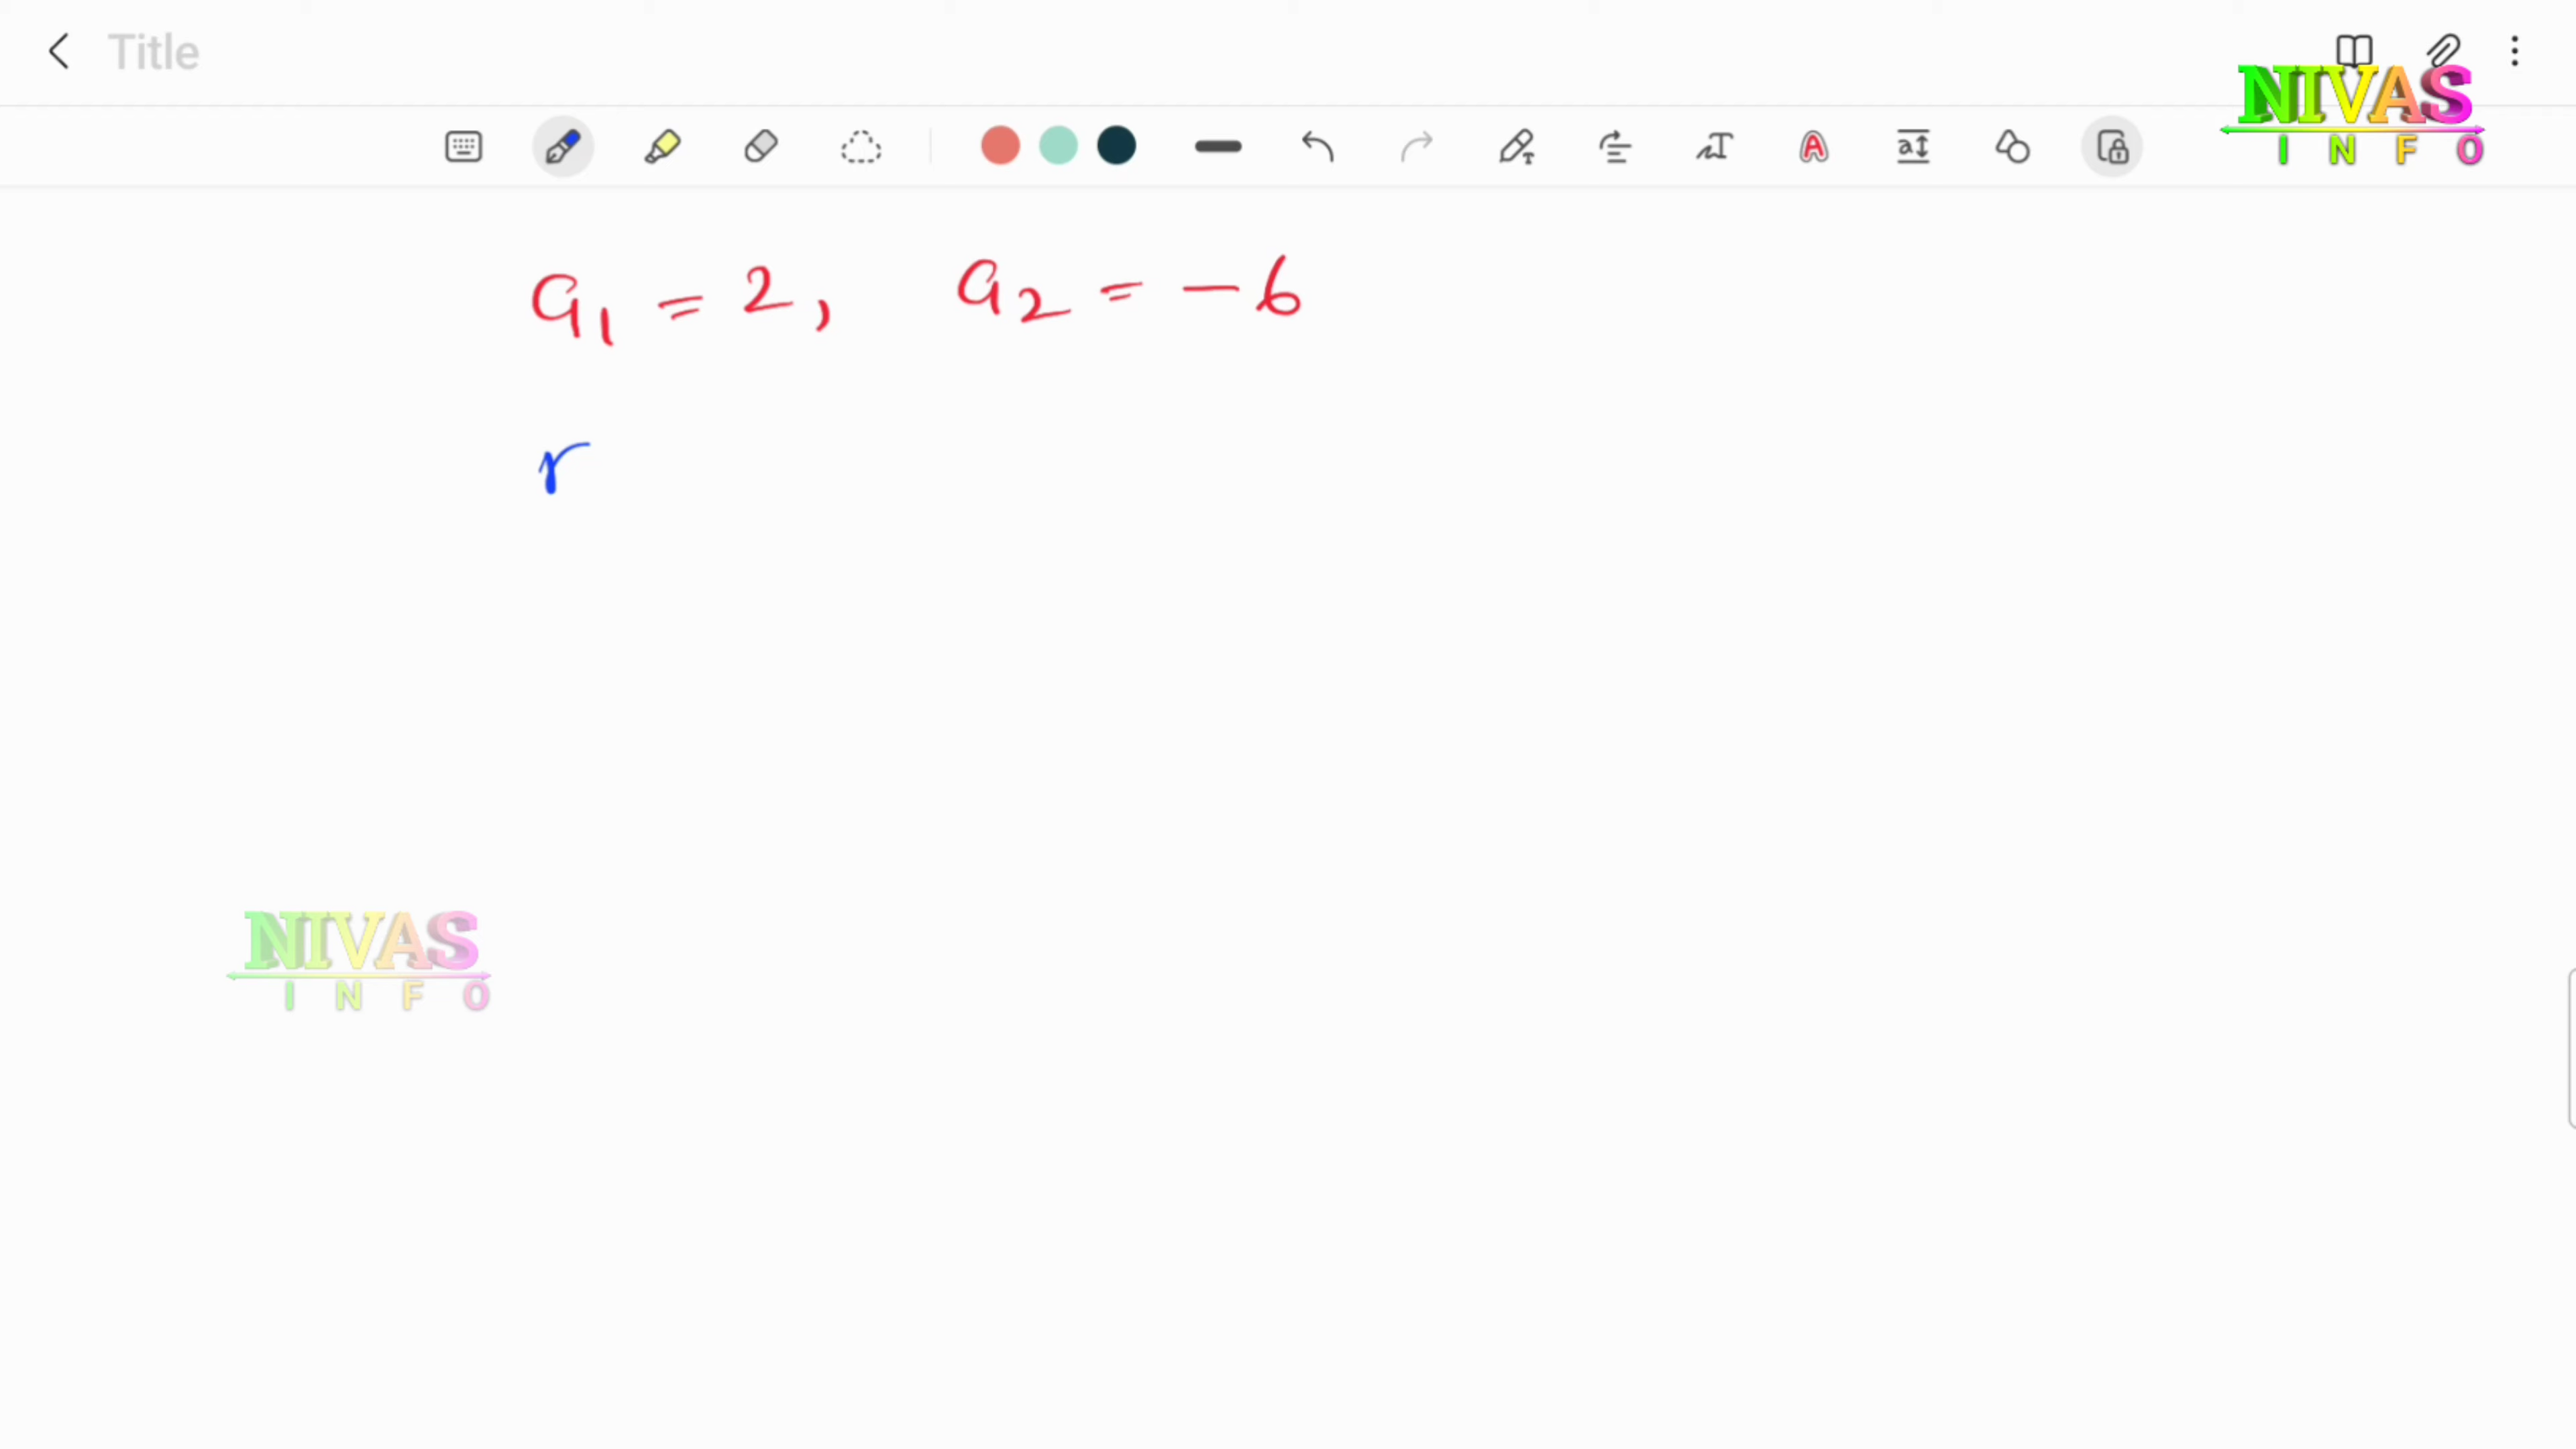 Title
NIVAS
INFO
a₁ = 2, a₂ = -6
r
NIVAS
INFO